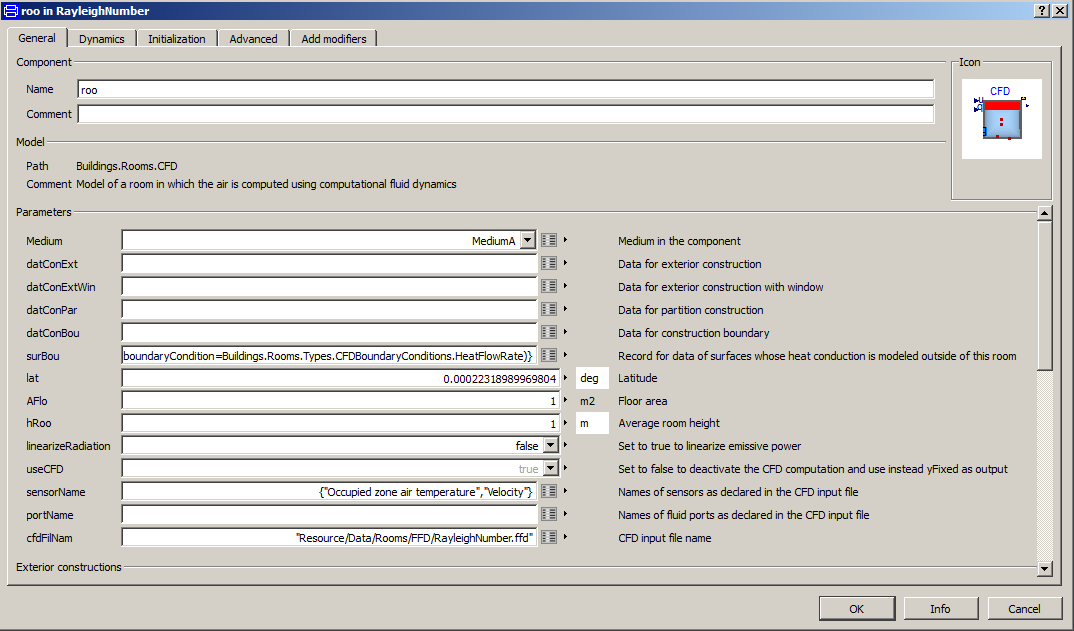 roo in RayleighNumber
General Dynamics Initialization Advanced Add modifiers
Component
Icon
Name roo
Comment
CFD
Model
Path Buildings.Rooms.CFD
Comment Model of a room in which the air is computed using computational fluid dynamics
Parameters
Medium MediumA Medium in the component
datConExt Data for exterior construction
datConExtWin Data for exterior construction with window
datConPar Data for partition construction
datConBou Data for construction boundary
surBou boundaryCondition=Buildings.Rooms.Types.CFDBoundaryConditions.HeatFlowRate)} Record for data of surfaces whose heat conduction is modeled outside of this room
lat 0.00022318989969804 deg Latitude
AFlo 1 m2 Floor area
hRoo 1 m Average room height
linearizeRadiation false Set to true to linearize emissive power
useCFD true Set to false to deactivate the CFD computation and use instead yFixed as output
sensorName {"Occupied zone air temperature","Velocity"} Names of sensors as declared in the CFD input file
portName Names of fluid ports as declared in the CFD input file
cfdFilNam "Resource/Data/Rooms/FFD/RayleighNumber.ffd" CFD input file name
Exterior constructions
OK Info Cancel